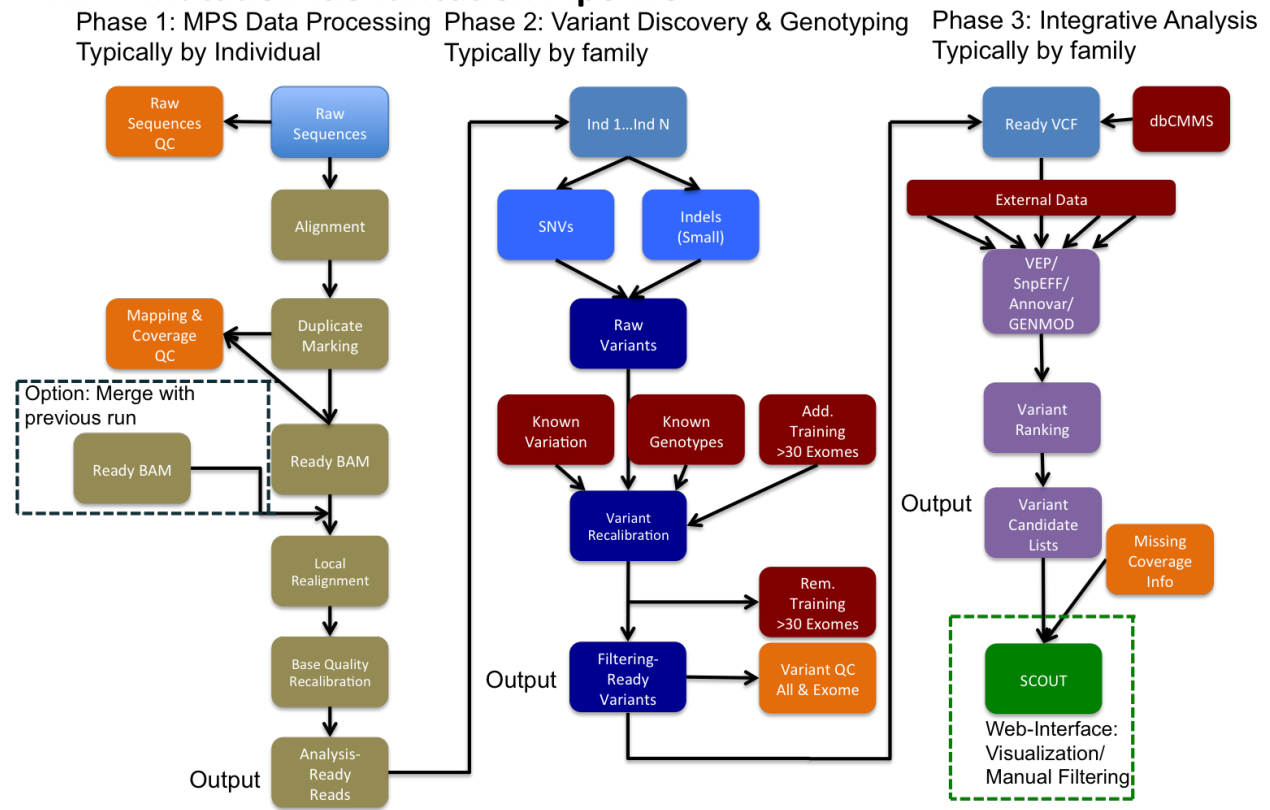 Phase 1: MPS Data Processing
Typically by Individual
Raw
Sequences
QC
Raw
Sequences
Alignment
Mapping &
Coverage
QC
Duplicate
Marking
Option: Merge with
previous run
Ready BAM
Ready BAM
Local
Realignment
Base Quality
Recalibration
Output
Analysis-
Ready
Reads
Phase 2: Variant Discovery & Genotyping
Typically by family
Ind 1...Ind N
SNVs
Indels
(Small)
Raw
Variants
Known
Variation
Known
Genotypes
Add.
Training
>30 Exomes
Variant
Recalibration
Rem.
Training
>30 Exomes
Output
Filtering-
Ready
Variants
Variant QC
All & Exome
Phase 3: Integrative Analysis
Typically by family
Ready VCF
dbCMMS
External Data
VEP/
SnpEFF/
Annovar/
GENMOD
Variant
Ranking
Output
Variant
Candidate
Lists
Missing
Coverage
Info
SCOUT
Web-Interface:
Visualization/
Manual Filtering